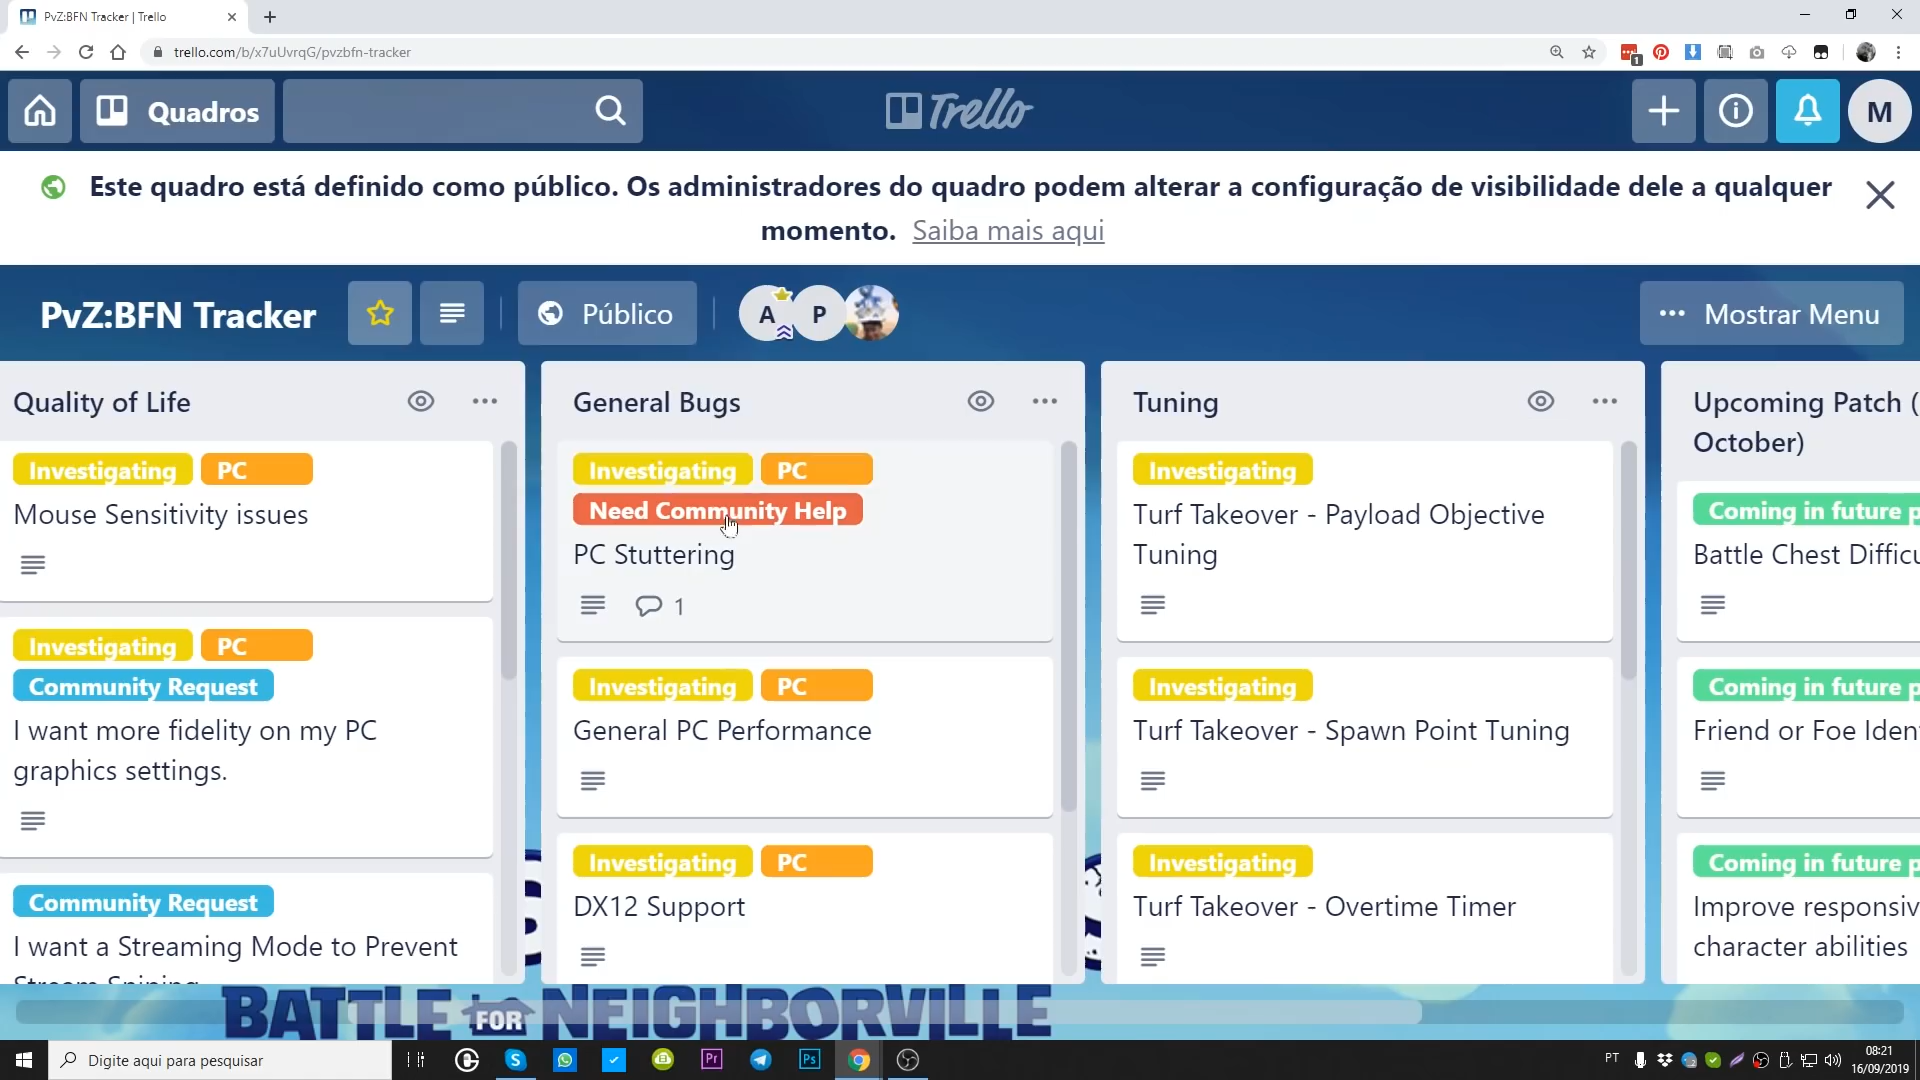 PvZ:BFN Tracker | Trello
trello.com/b/x7uUvrqG/pvzbfn-tracker
1
Quadros
Trello
M
Este quadro está definido como público. Os administradores do quadro podem alterar a configuração de visibilidade dele a qualquer
momento. Saiba mais aqui
PvZ:BFN Tracker
Público
A
P
Mostrar Menu
Quality of Life
Investigating PC
Mouse Sensitivity issues
Investigating PC
Community Request
I want more fidelity on my PC
graphics settings.
Community Request
I want a Streaming Mode to Prevent
Stream Sniping
General Bugs
Investigating PC
Need Community Help
PC Stuttering
1
Investigating PC
General PC Performance
Investigating PC
DX12 Support
Tuning
Investigating
Turf Takeover - Payload Objective
Tuning
Investigating
Turf Takeover - Spawn Point Tuning
Investigating
Turf Takeover - Overtime Timer
Upcoming Patch (
October)
Coming in future p
Battle Chest Difficu
Coming in future p
Friend or Foe Iden
Coming in future p
Improve responsiv
character abilities
BATTLE FOR NEIGHBORVILLE
Digite aqui para pesquisar
Pr
Ps
PT
08:21
16/09/2019